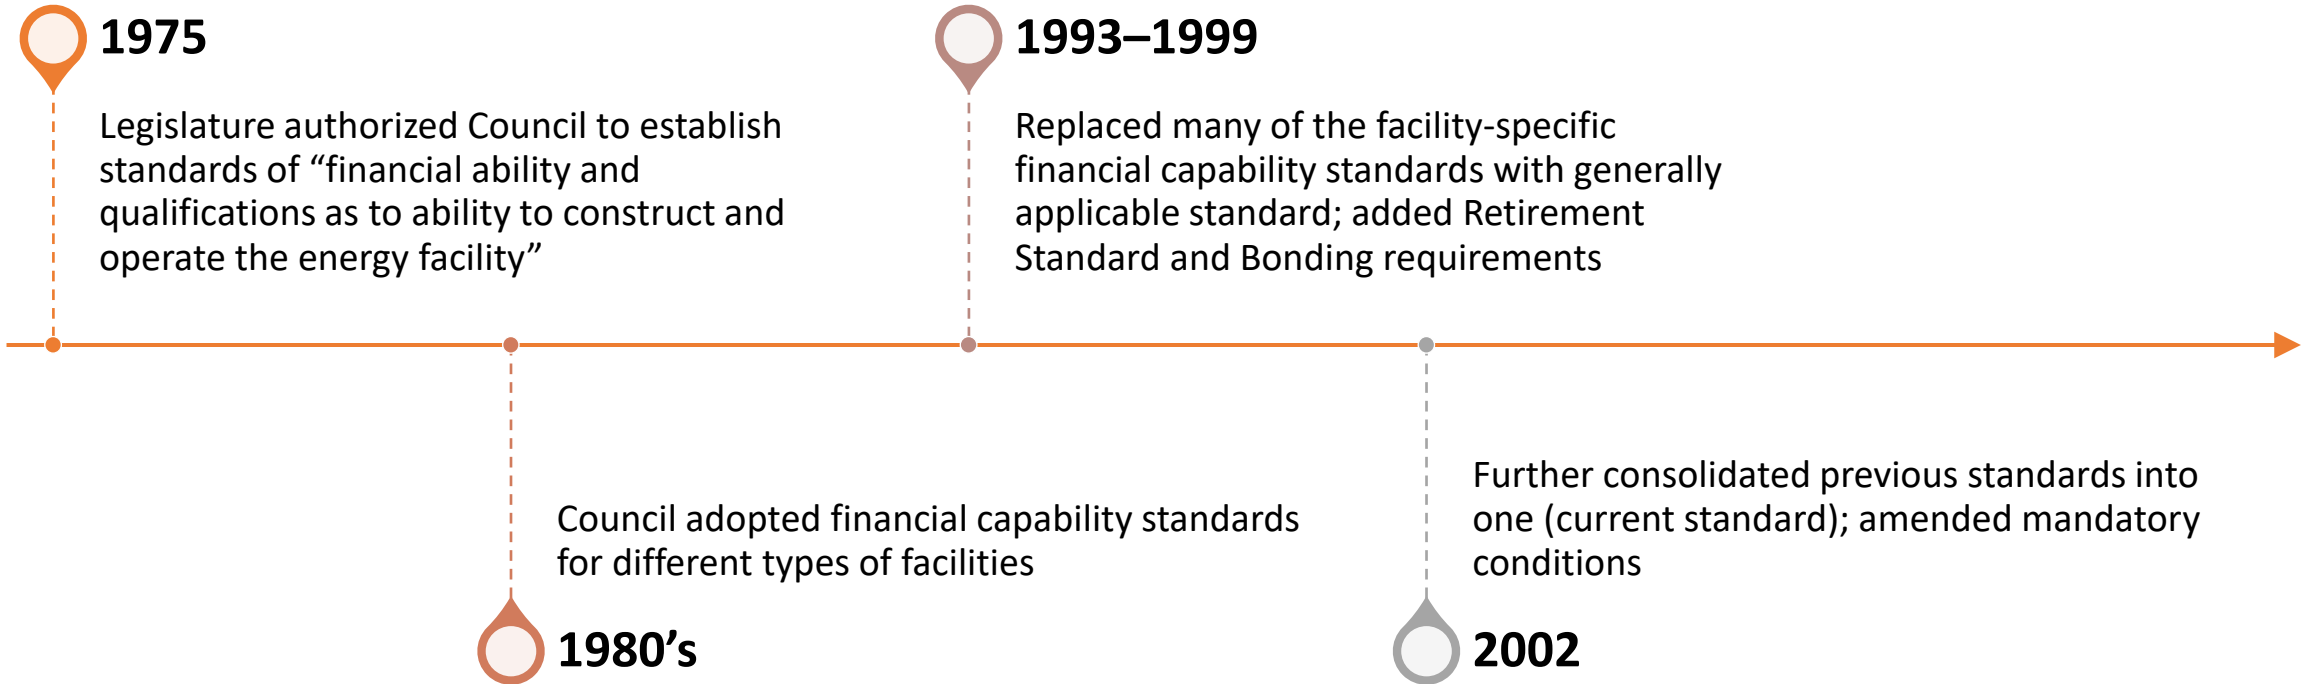 1975
Legislature authorized Council to establish
standards of “financial ability and
qualifications as to ability to construct and
operate the energy facility”
1980’s
Council adopted financial capability standards
for different types of facilities
1993–1999
Replaced many of the facility-specific
financial capability standards with generally
applicable standard; added Retirement
Standard and Bonding requirements
2002
Further consolidated previous standards into
one (current standard); amended mandatory
conditions